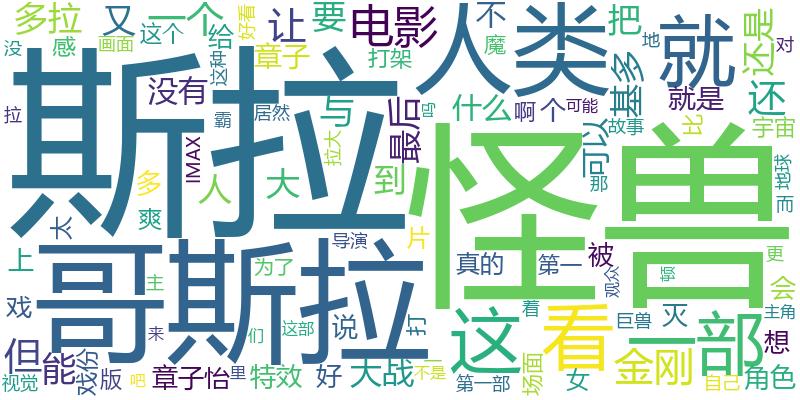 多拉 一个 又 让 要 电影 不 把 还是 对
没 感 画面 这个 给 好看 章子 打架 魔 人类 就 地
斯拉 没有 这种 霸 居然 与 最后 吗 什么 啊 个 可能 基多 就是 还 宇宙
拉 IMAX 拉大 可以 故事 比 那 地球 而
多 人 大 到 小 怪兽
太 爽 导演 片
上 哥斯拉 主 为了 真的 第一 被 观众 顿 更 会
戏 来 们 这部 说 打 这 看 着 巨兽 灭 一部 主角 想
但 能 戏份 金刚
视觉 版 吧 章子怡 里 特效 好 大战 一 不是 第一部 场面 女 自己 角色